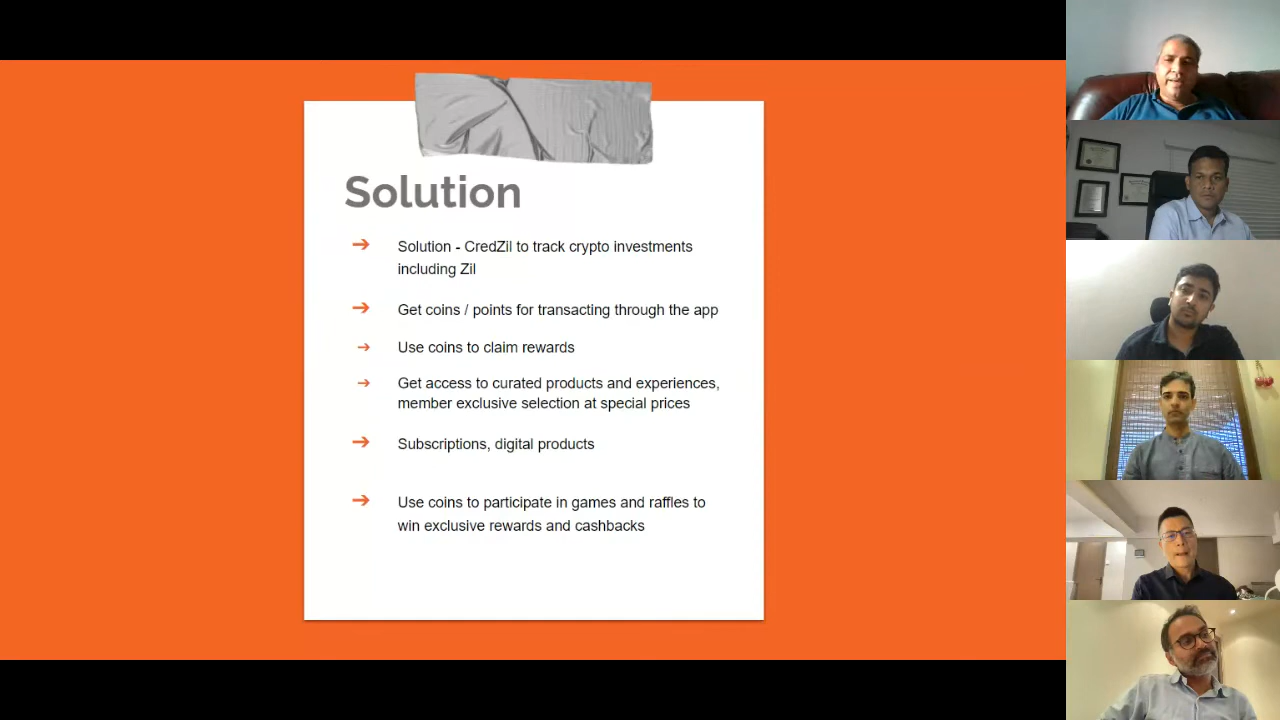 Solution
Solution - CredZil to track crypto investments
including Zil
Get coins / points for transacting through the app
Use coins to claim rewards
Get access to curated products and experiences,
member exclusive selection at special prices
Subscriptions, digital products
Use coins to participate in games and raffles to
win exclusive rewards and cashbacks